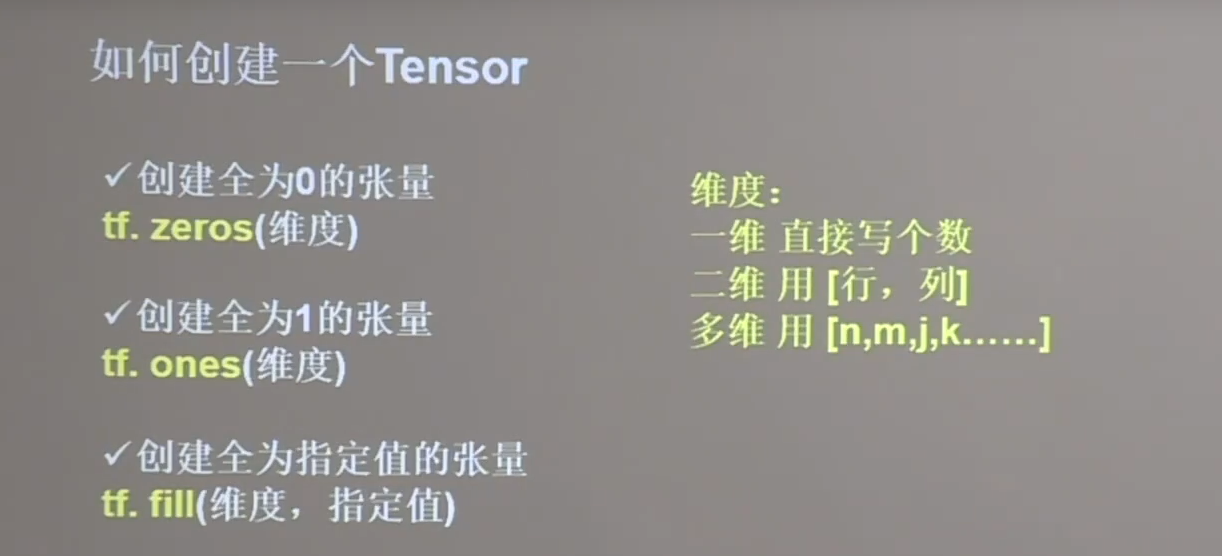 如何创建一个Tensor
✓创建全为0的张量
tf. zeros(维度)
✓创建全为1的张量
tf. ones(维度)
✓创建全为指定值的张量
tf. fill(维度，指定值)
维度：
一维 直接写个数
二维 用 [行，列]
多维 用 [n,m,j,k……]